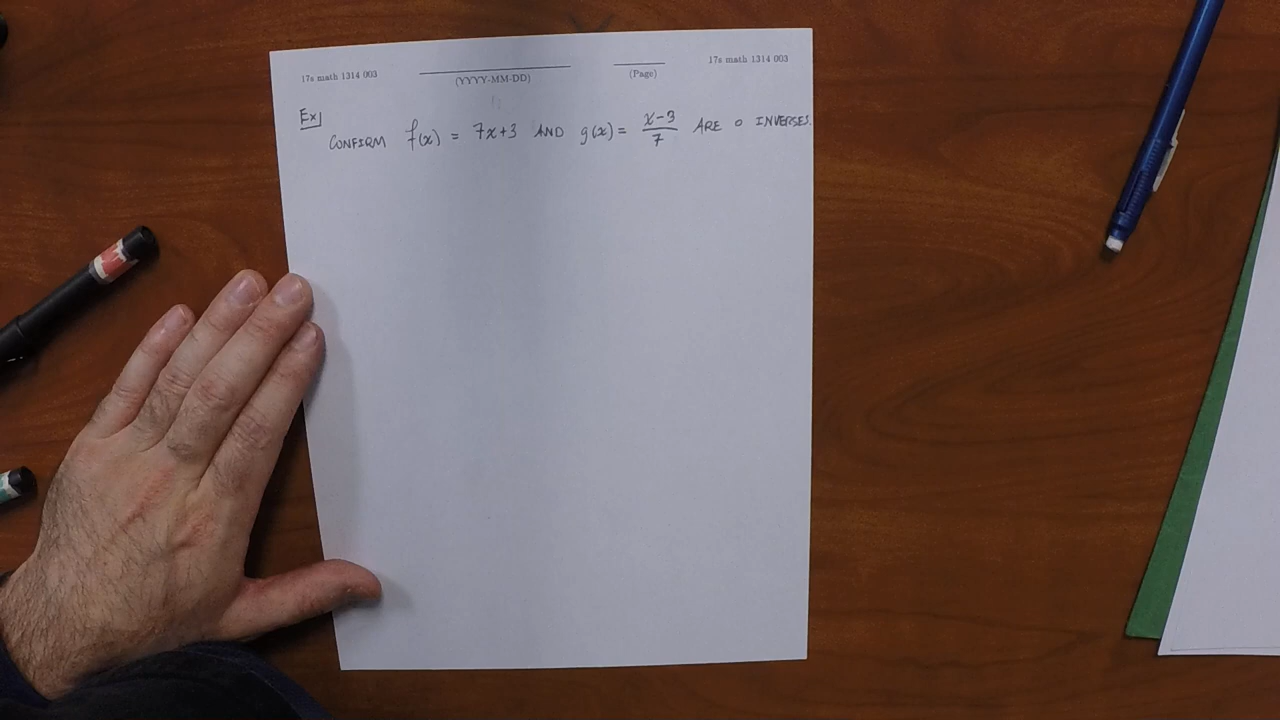 17s math 1314 003 (YYYY-MM-DD) (Page) 17s math 1314 003
Ex
CONFIRM f(x) = 7x+3 AND g(x) = \frac{x-3}{7} ARE o INVERSES.